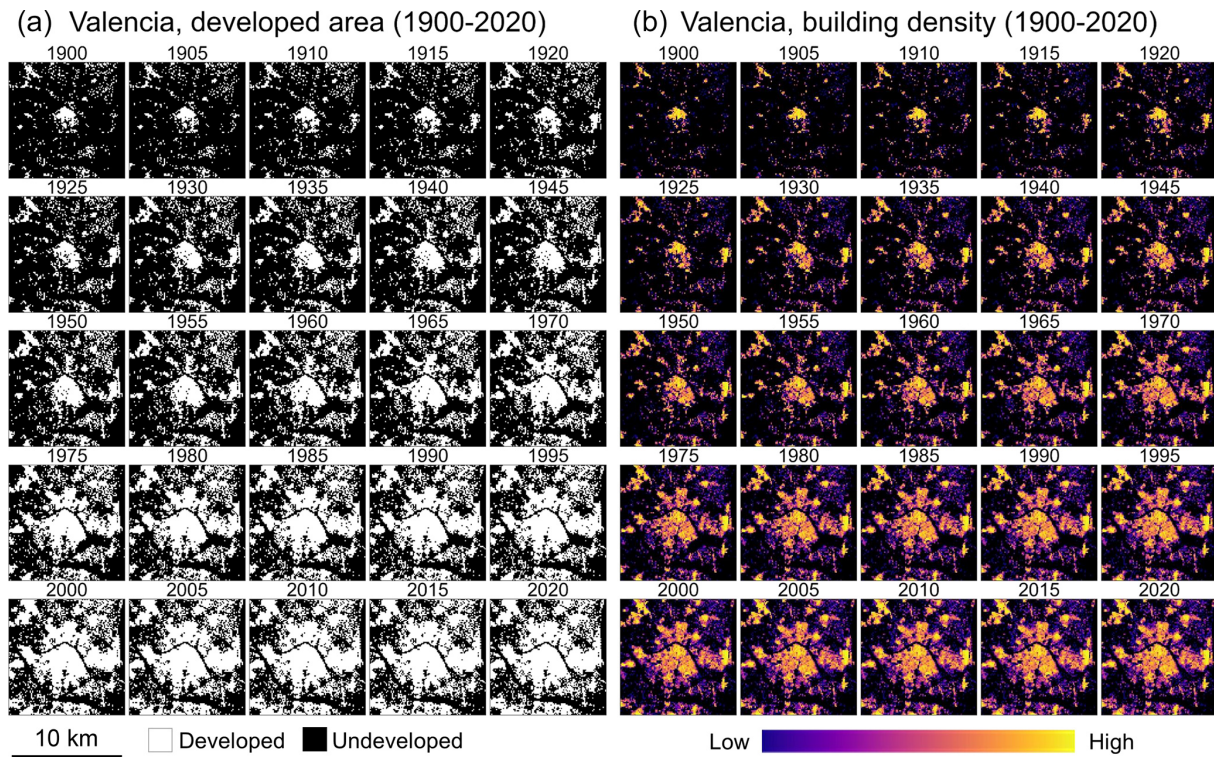 (a) Valencia, developed area (1900-2020)
1900 1905 1910 1915 1920
1925 1930 1935 1940 1945
1950 1955 1960 1965 1970
1975 1980 1985 1990 1995
2000 2005 2010 2015 2020
10 km
Developed
Undeveloped
(b) Valencia, building density (1900-2020)
1900 1905 1910 1915 1920
1925 1930 1935 1940 1945
1950 1955 1960 1965 1970
1975 1980 1985 1990 1995
2000 2005 2010 2015 2020
Low
High